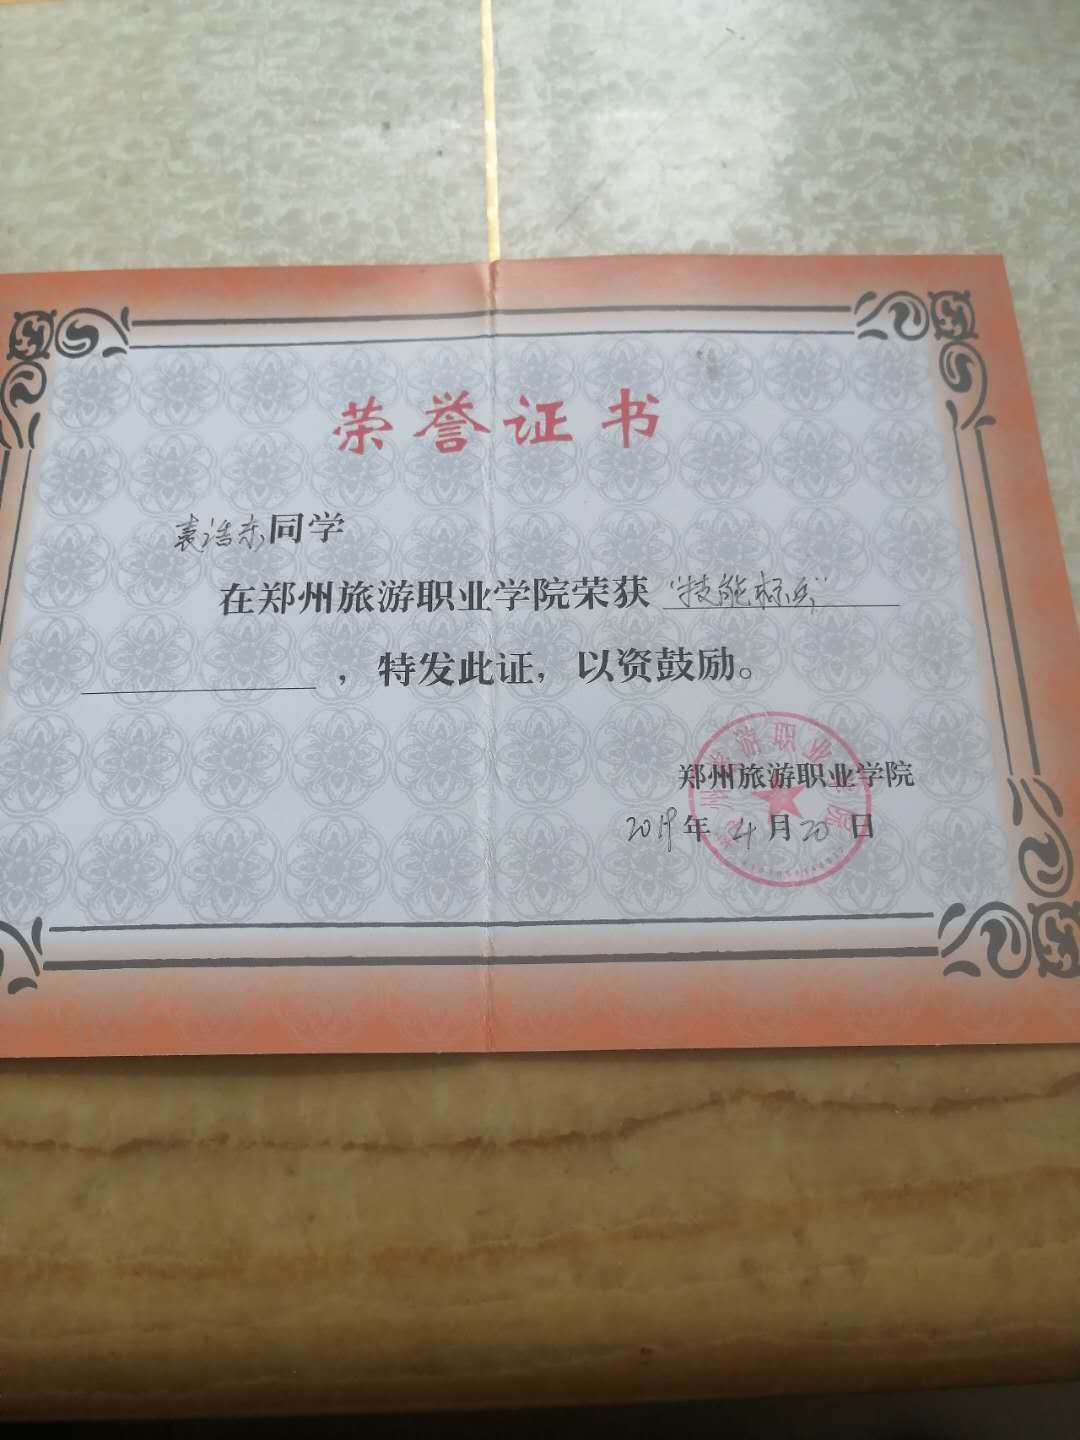 荣誉证书
袁浩东同学
在郑州旅游职业学院荣获 "技能标兵"
，特发此证，以资鼓励。
郑州旅游职业学院
2019年4月20日